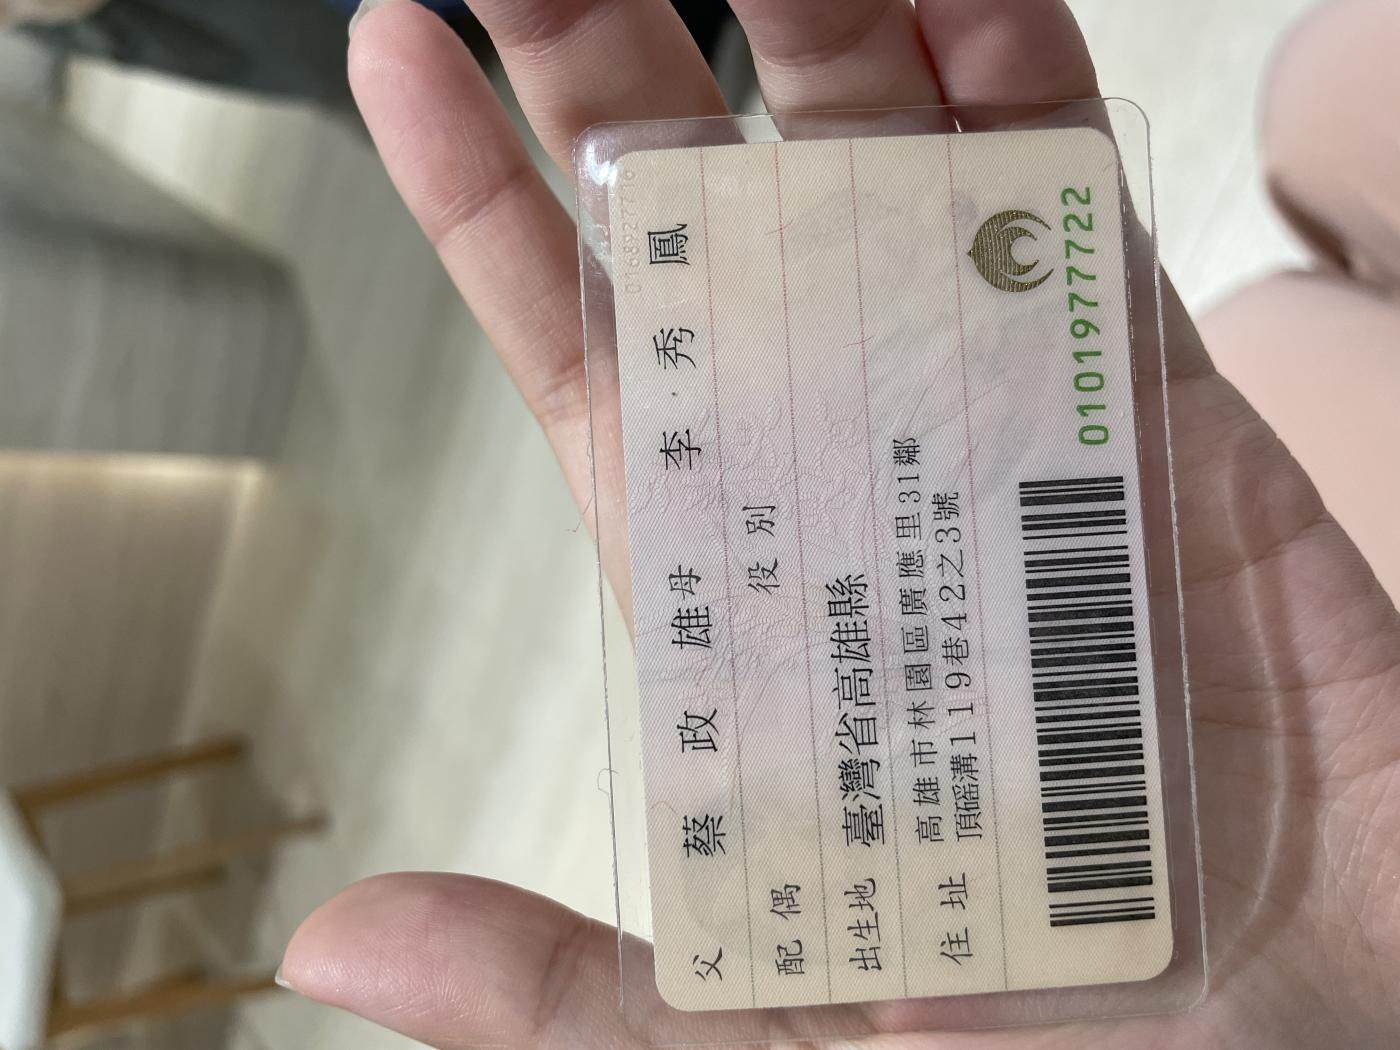 父 蔡政雄 母 李秀鳳
配偶 役別
出生地 臺灣省高雄縣
住址 高雄市林園區廣應里31鄰
頂磘溝119巷42之3號
0101977722